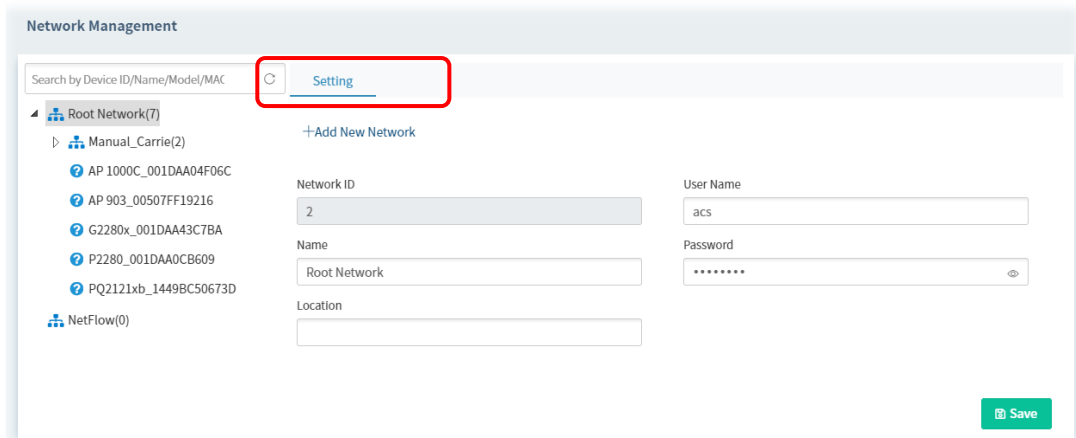 Network Management
Search by Device ID/Name/Model/MAC
Setting
Root Network(7)
Manual_Carrie(2)
AP 1000C_001DAA04F06C
AP 903_00507FF19216
G2280x_001DAA43C7BA
P2280_001DAA0CB609
PQ2121xb_1449BC50673D
NetFlow(0)
+Add New Network
Network ID
2
Name
Root Network
Location
User Name
acs
Password
••••••••
Save